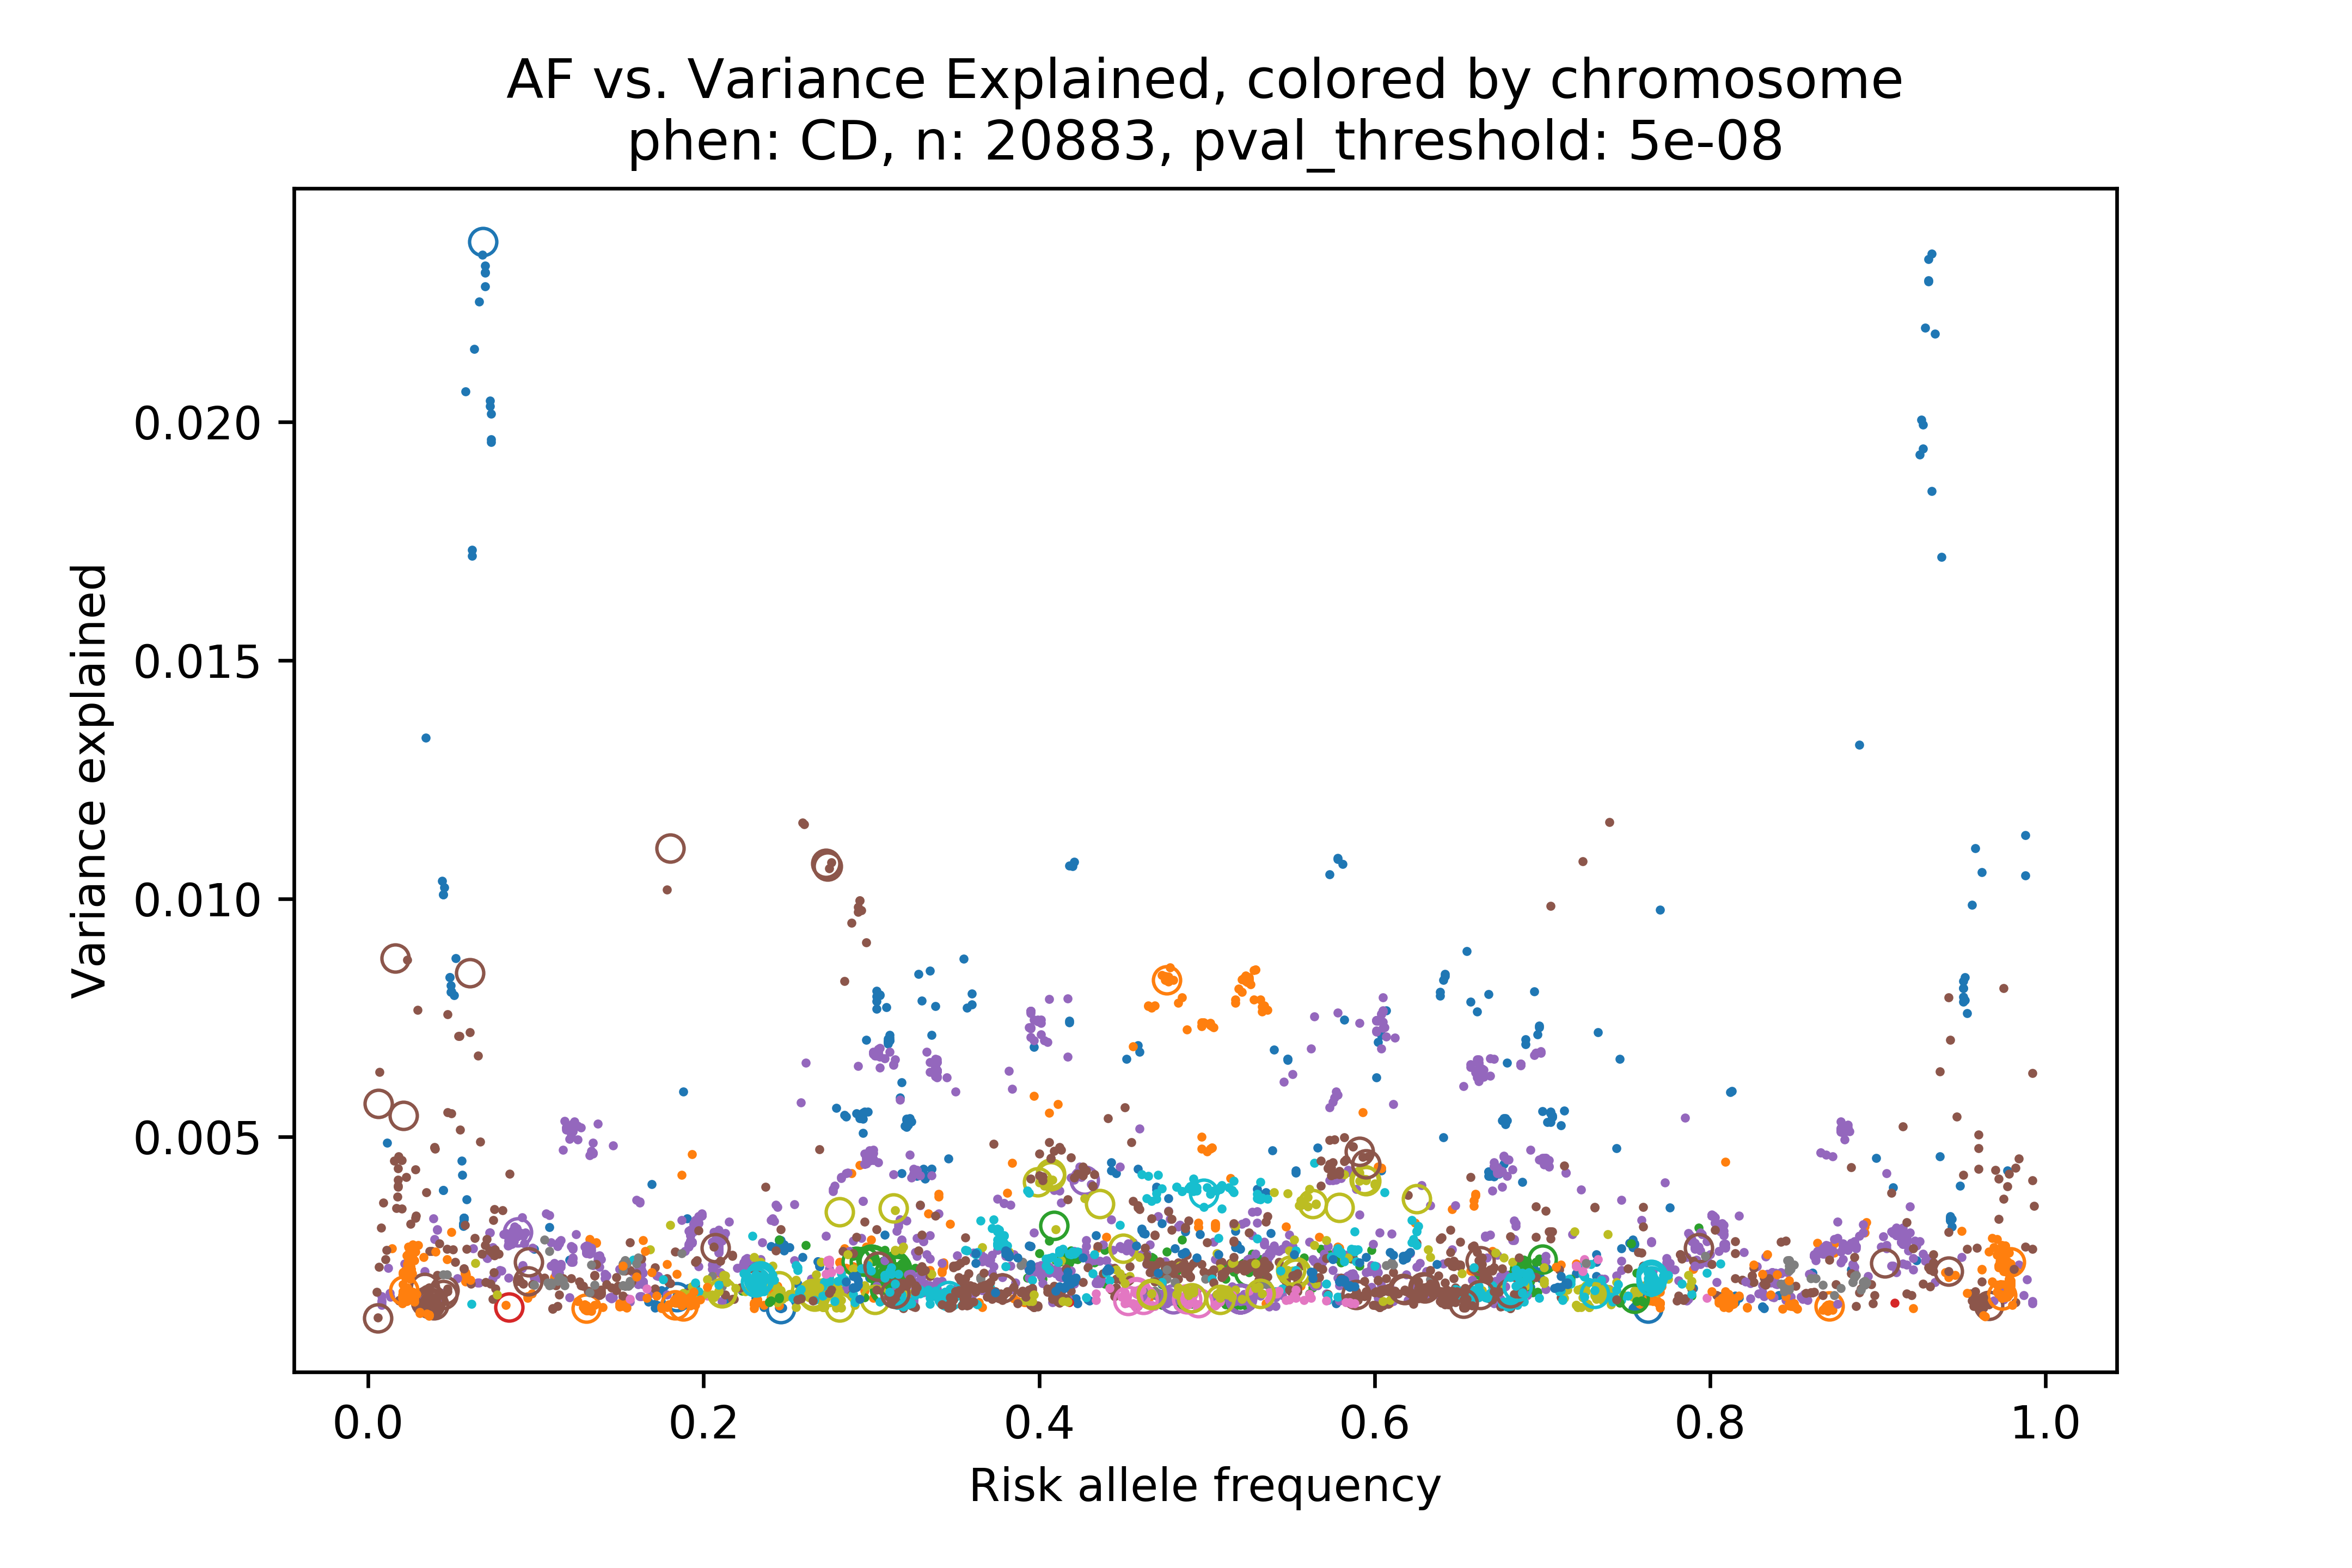 AF vs. Variance Explained, colored by chromosome
phen: CD, n: 20883, pval_threshold: 5e-08
0.020
0.015
0.010
0.005
Variance explained
0.0 0.2 0.4 0.6 0.8 1.0
Risk allele frequency